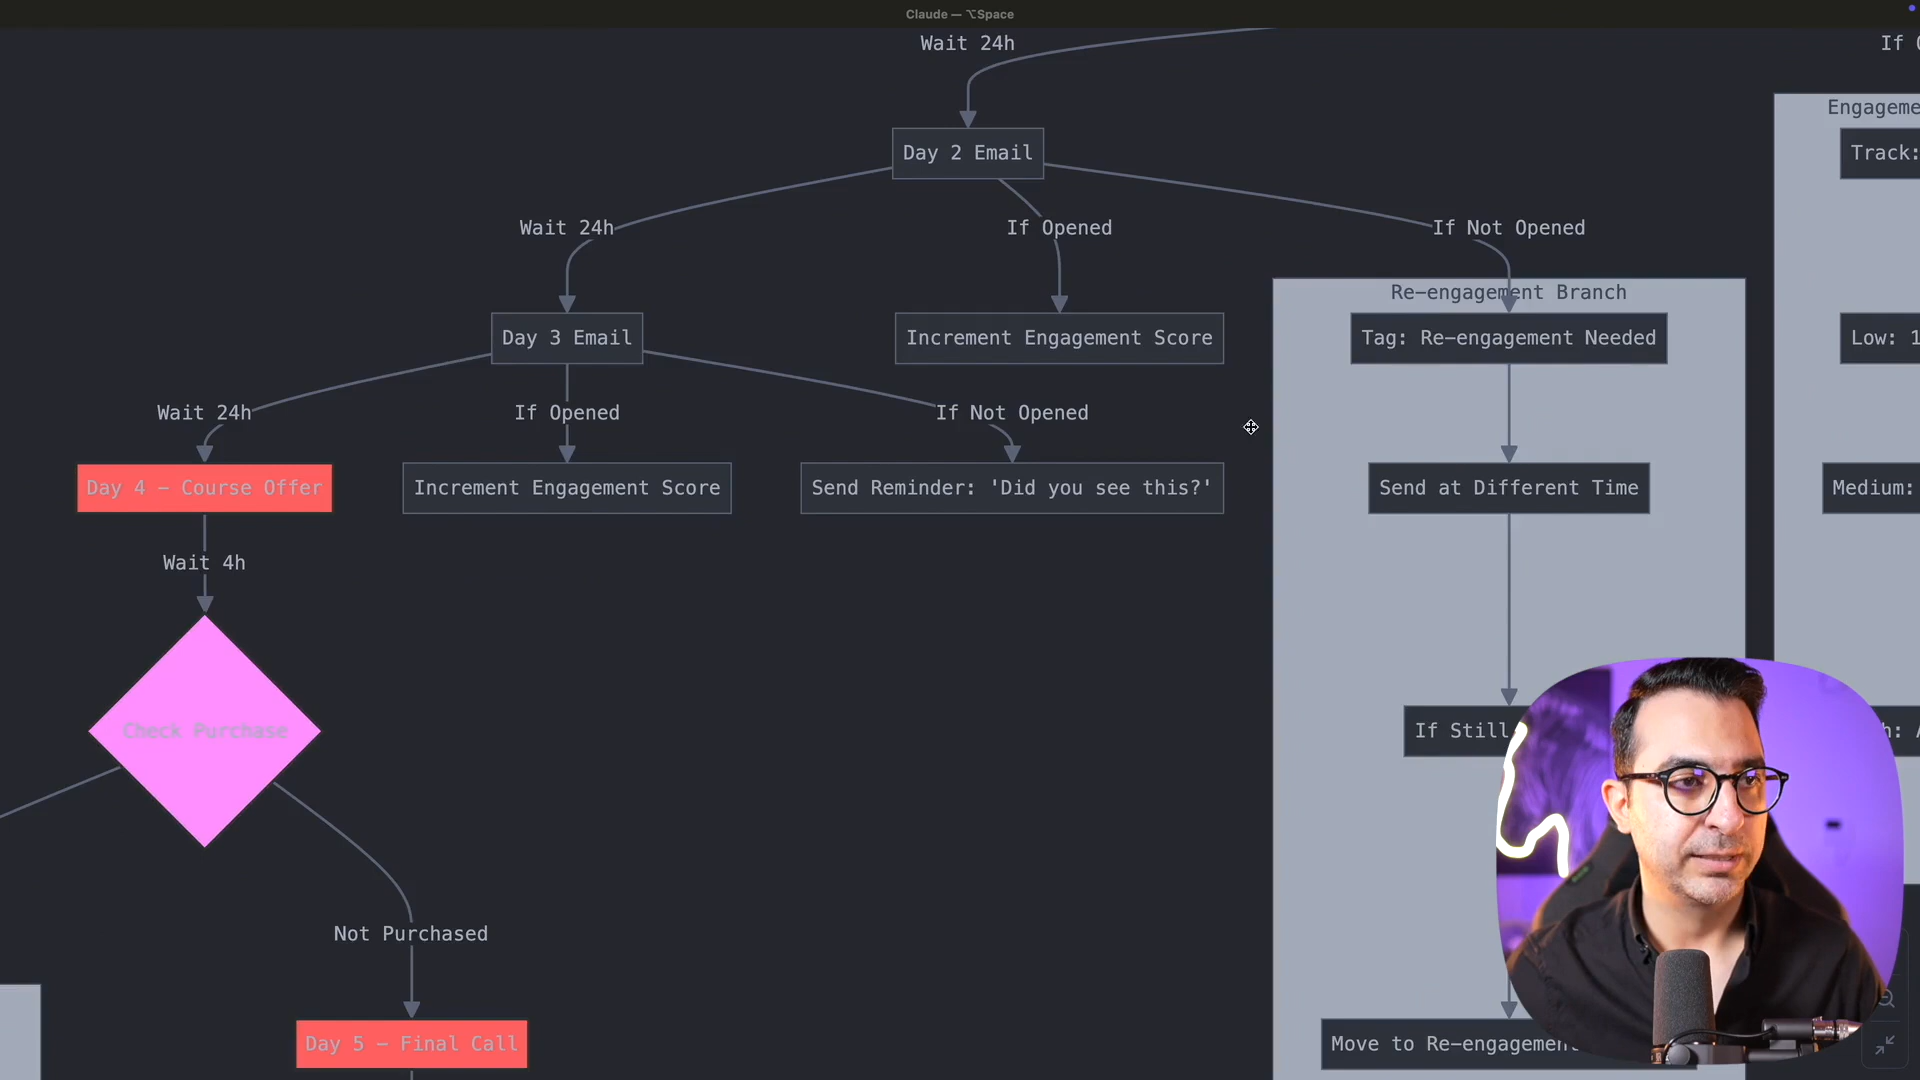 Claude — ⌥Space
Wait 24h
If
Day 2 Email
Wait 24h
If Opened
If Not Opened
Track:
Re-engagement Branch
Day 3 Email
Increment Engagement Score
Tag: Re-engagement Needed
Low: 1
Wait 24h
If Opened
If Not Opened
Day 4 - Course Offer
Increment Engagement Score
Send Reminder: 'Did you see this?'
Send at Different Time
Medium:
Wait 4h
Check Purchase
If Still
Not Purchased
Day 5 - Final Call
Move to Re-engagement